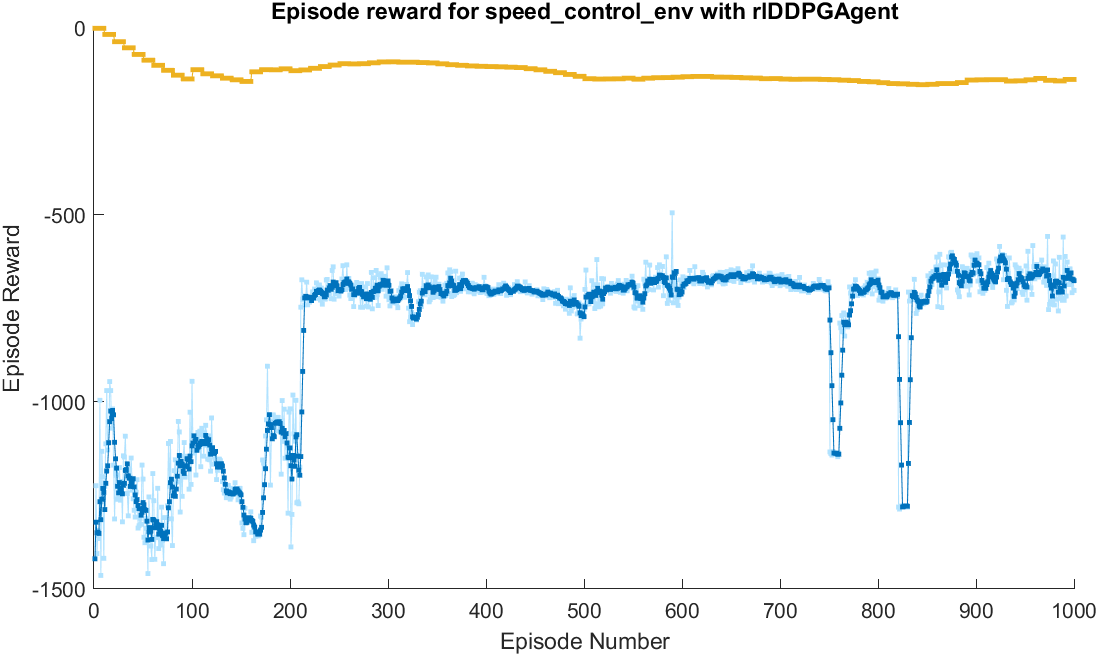 Episode reward for speed_control_env with rlDDPGAgent
0
-500
-1000
-1500
Episode Reward
0 100 200 300 400 500 600 700 800 900 1000
Episode Number